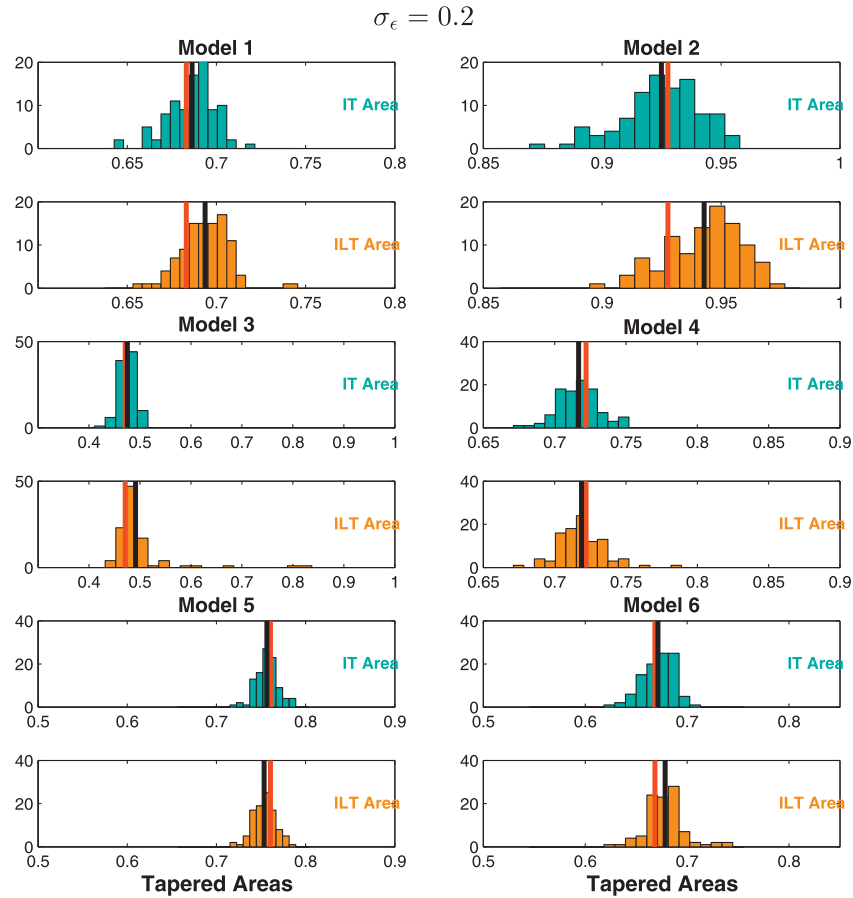 σ_ϵ = 0.2
Model 1 Model 2
20 20
10 IT Area 10 IT Area
0 0
0.65 0.7 0.75 0.8 0.85 0.9 0.95 1
20 20
10 ILT Area 10 ILT Area
0 0
0.65 0.7 0.75 0.8 0.85 0.9 0.95 1
Model 3 Model 4
50 40
IT Area 20 IT Area
0 0
0.4 0.5 0.6 0.7 0.8 0.9 1 0.65 0.7 0.75 0.8 0.85 0.9
50 40
ILT Area 20 ILT Area
0 0
0.4 0.5 0.6 0.7 0.8 0.9 1 0.65 0.7 0.75 0.8 0.85 0.9
Model 5 Model 6
40 40
20 IT Area 20 IT Area
0 0
0.5 0.6 0.7 0.8 0.9 0.5 0.6 0.7 0.8
40 40
20 ILT Area 20 ILT Area
0 0
0.5 0.6 0.7 0.8 0.9 0.5 0.6 0.7 0.8
Tapered Areas Tapered Areas